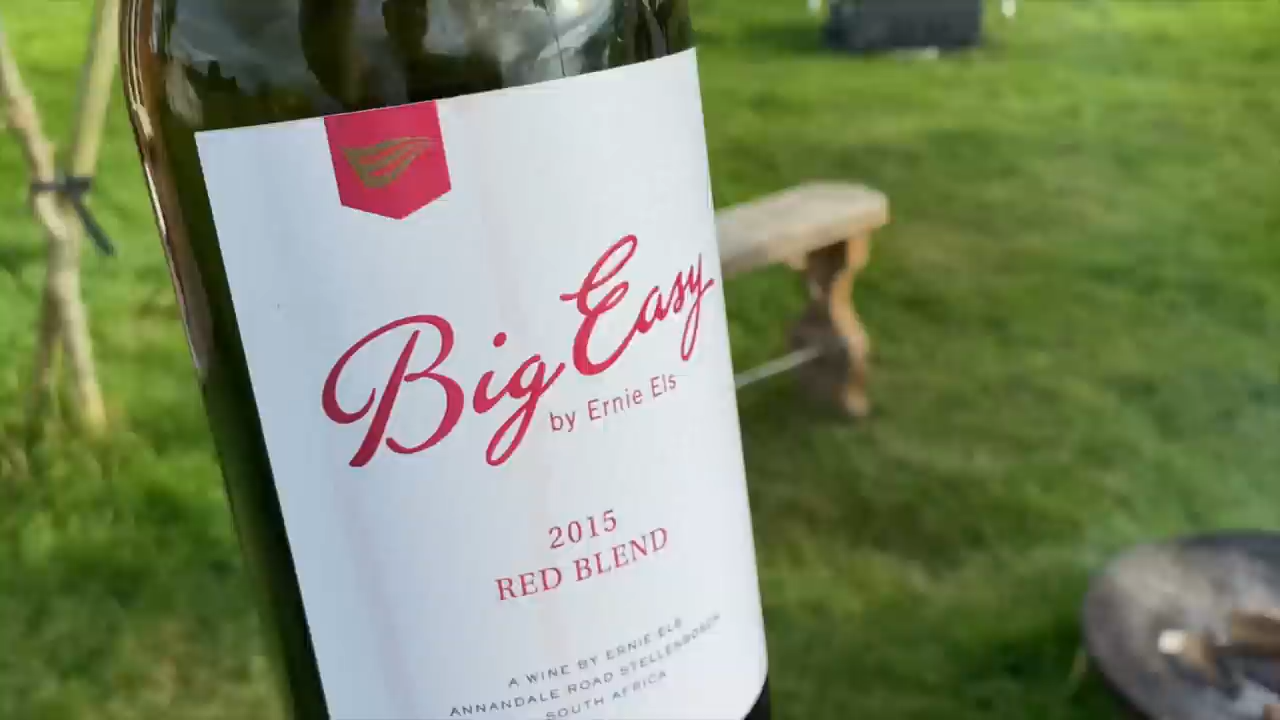 Big Easy
by Ernie Els
2015
RED BLEND
A WINE BY ERNIE ELS
ANNANDALE ROAD STELLENBOSCH
SOUTH AFRICA